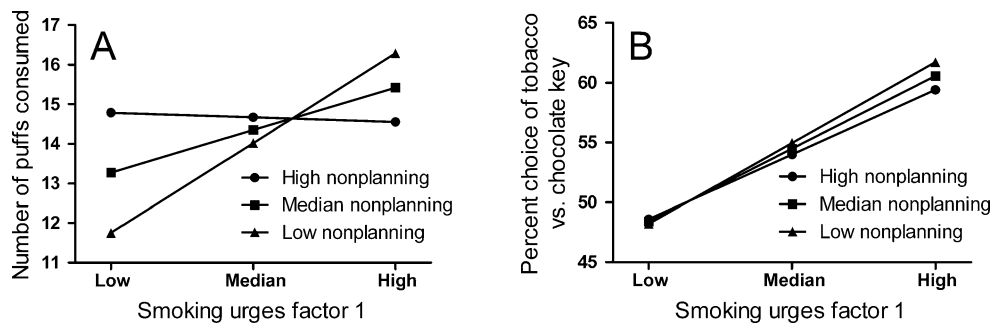 A
Number of puffs consumed
17
16
15
14
13
12
11
High nonplanning
Median nonplanning
Low nonplanning
Low
Median
High
Smoking urges factor 1
B
Percent choice of tobacco
vs. chocolate key
65
60
55
50
45
High nonplanning
Median nonplanning
Low nonplanning
Low
Median
High
Smoking urges factor 1